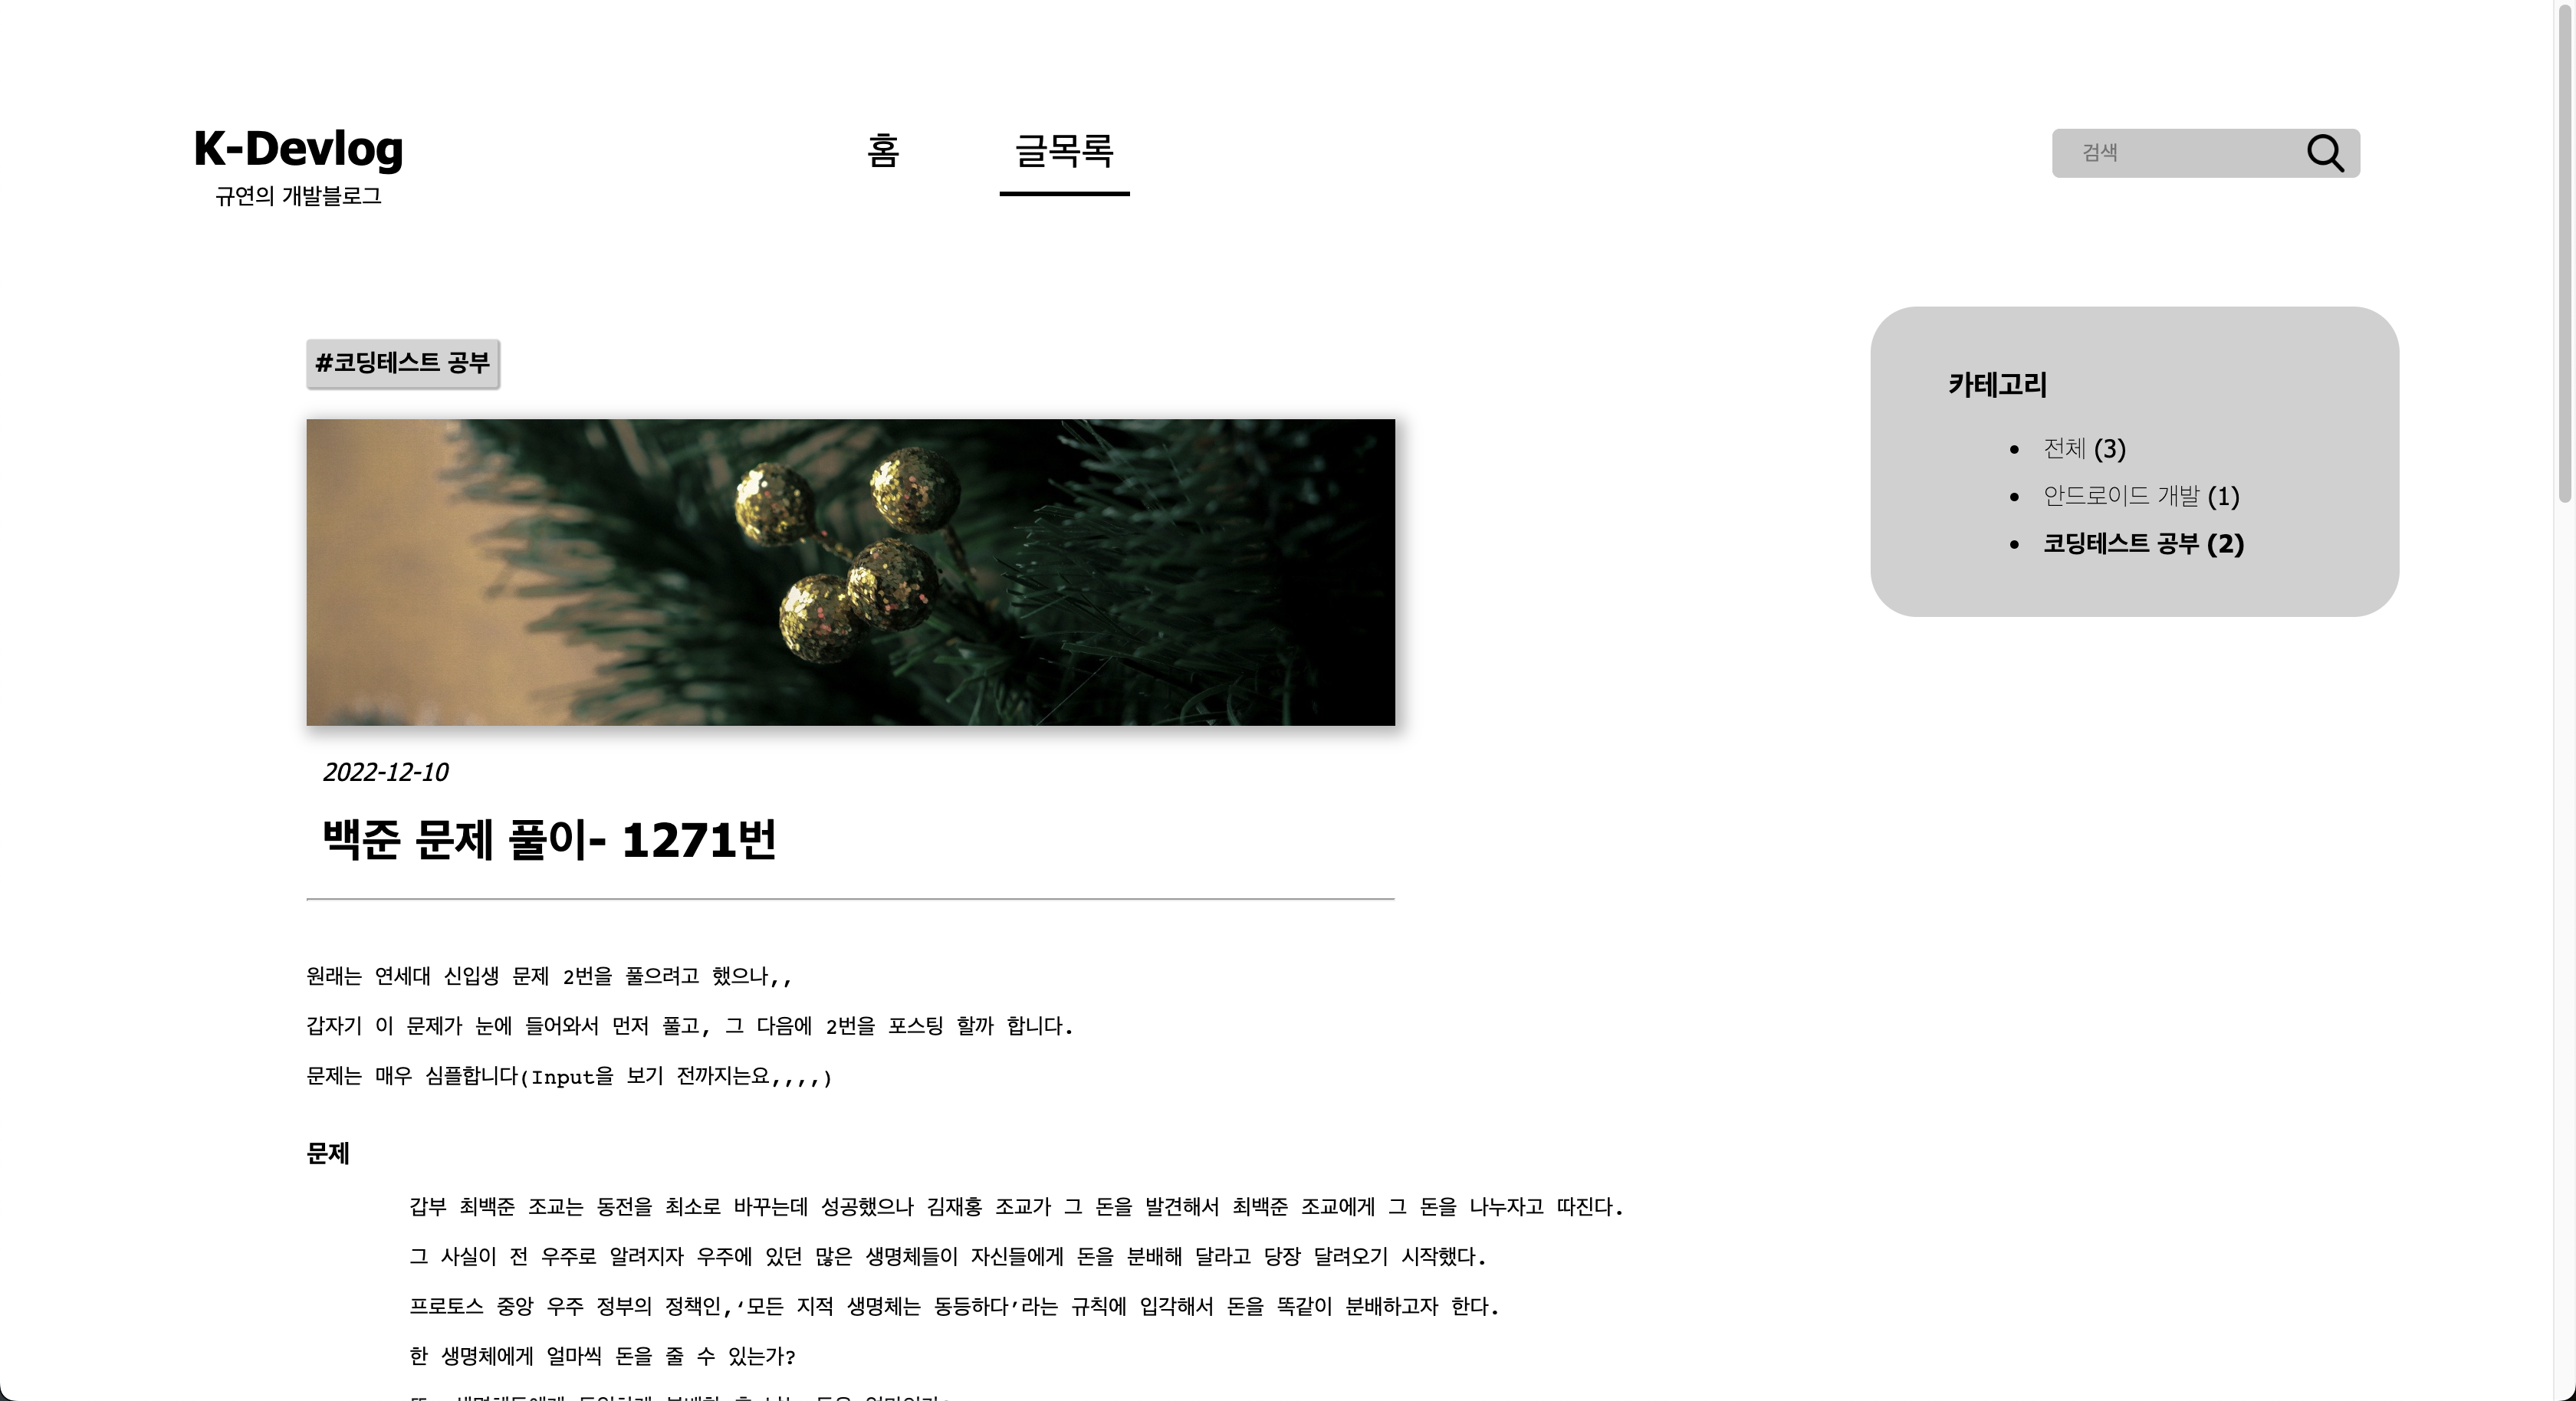 K-Devlog
규연의 개발블로그
홈
글목록
검색
#코딩테스트 공부
카테고리
전체 (3)
안드로이드 개발 (1)
코딩테스트 공부 (2)
2022-12-10
백준 문제 풀이- 1271번
원래는 연세대 신입생 문제 2번을 풀으려고 했으나,,
갑자기 이 문제가 눈에 들어와서 먼저 풀고, 그 다음에 2번을 포스팅 할까 합니다.
문제는 매우 심플합니다(Input을 보기 전까지는요,,,,)
문제
갑부 최백준 조교는 동전을 최소로 바꾸는데 성공했으나 김재홍 조교가 그 돈을 발견해서 최백준 조교에게 그 돈을 나누자고 따진다.
그 사실이 전 우주로 알려지자 우주에 있던 많은 생명체들이 자신들에게 돈을 분배해 달라고 당장 달려오기 시작했다.
프로토스 중앙 우주 정부의 정책인,‘모든 지적 생명체는 동등하다’라는 규칙에 입각해서 돈을 똑같이 분배하고자 한다.
한 생명체에게 얼마씩 돈을 줄 수 있는가?